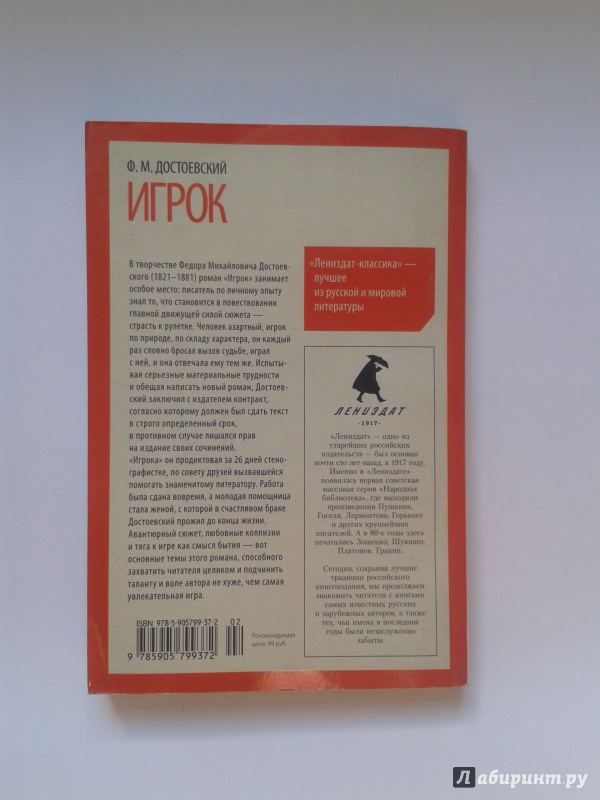 Ф. М. ДОСТОЕВСКИЙ
ИГРОК
В творчестве Федора Михайловича Достоев-
ского (1821–1881) роман «Игрок» занимает
особое место: писатель по личному опыту
знал то, что становится в повествовании
главной движущей силой сюжета —
страсть к рулетке. Человек азартный, игрок
по природе, по складу характера, он каждый
раз словно бросал вызов судьбе, играл
с ней, и она отвечала ему тем же. Испыты-
вая серьезные материальные трудности
и обещая написать новый роман, Достоев-
ский заключил с издателем контракт,
согласно которому должен был сдать текст
в строго определенный срок,
в противном случае лишался прав
на издание своих сочинений.
«Игрока» он продиктовал за 26 дней стено-
графистке, по совету друзей вызвавшейся
помогать знаменитому литератору. Работа
была сдана вовремя, а молодая помощница
стала женой, с которой в счастливом браке
Достоевский прожил до конца жизни.
Авантюрный сюжет, любовные коллизии
и тяга к игре как смысл бытия — вот
основные темы этого романа, способного
захватить читателя целиком и подчинить
таланту и воле автора не хуже, чем самая
увлекательная игра.
«Лениздат-классика» —
лучшее
из русской и мировой
литературы
ЛЕНИЗДАТ
·1917·
«Лениздат» — одно из
старейших российских
издательств — был основан
почти сто лет назад, в 1917 году.
Именно в «Лениздате»
появилась первая советская
массовая серия «Народная
библиотека», где выходили
произведения Пушкина,
Гоголя, Лермонтова, Горького
и других крупнейших
писателей. А в 80-е годы здесь
печатались Зощенко, Шукшин,
Платонов, Гранин.
Сегодня, сохраняя лучшие
традиции российского
книгоиздания, мы продолжаем
знакомить читателя с книгами
самых известных русских
и зарубежных авторов, а также
тех, чьи имена в последние
годы были незаслуженно
забыты.
ISBN 978-5-905799-37-2
02
9 785905 799372
Рекомендуемая
цена 99 руб.
Лабиринт.ру